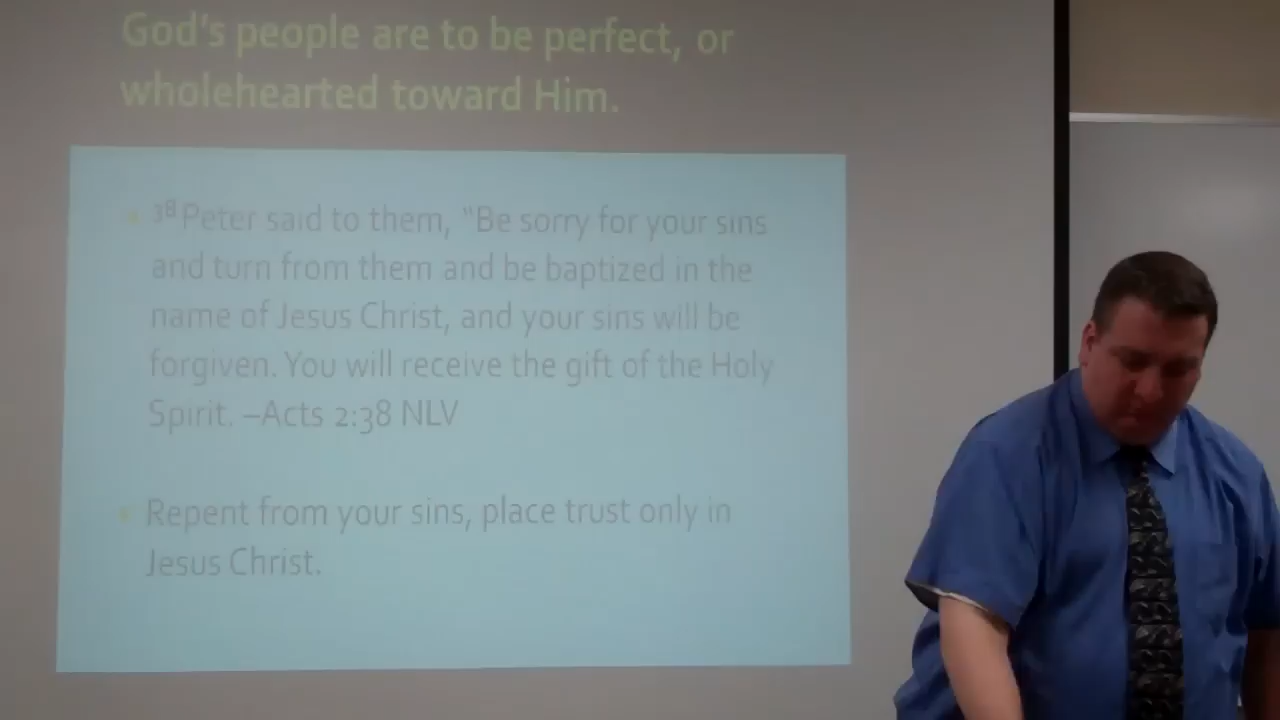 God's people are to be perfect, or
wholehearted toward Him.
38 Peter said to them, "Be sorry for your sins
and turn from them and be baptized in the
name of Jesus Christ, and your sins will be
forgiven. You will receive the gift of the Holy
Spirit. –Acts 2:38 NLV
Repent from your sins, place trust only in
Jesus Christ.